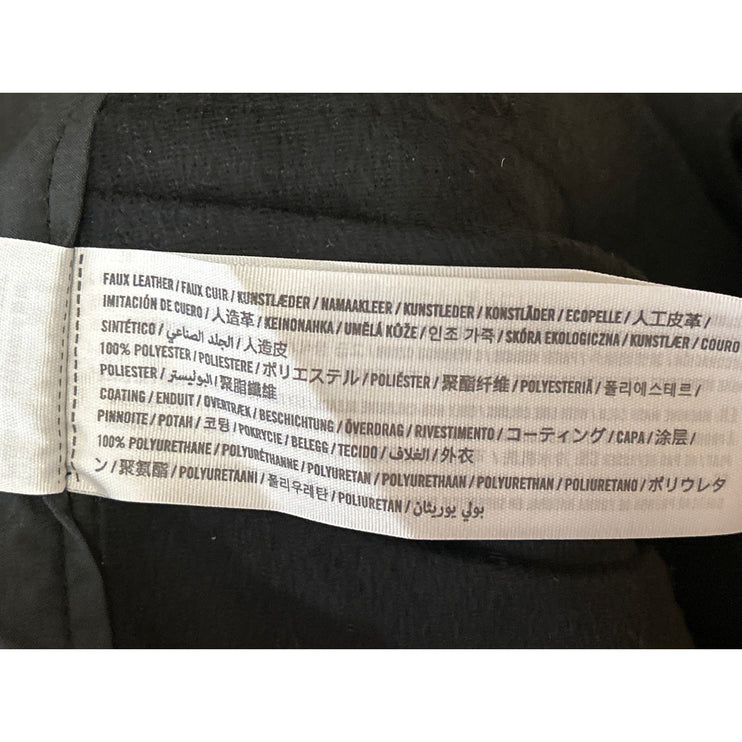 FAUX LEATHER / FAUX CUIR / KUNSTLÆDER / NAMAAKLEER / KUNSTLEDER / KONSTLÄDER / ECOPELLE / 人工皮革 /
IMITACIÓN DE CUERO / 人造革 / KEINONAHKA / UMĚLÁ KŮŽE / 인조 가죽 / SKÓRA EKOLOGICZNA / KUNSTLÆR / COURO
SINTÉTICO / الجلد الصناعي / 人造皮
100% POLYESTER / POLIESTERE / ポリエステル / POLIÉSTER / 聚酯纤维 / POLYESTERIÄ / 폴리에스테르 /
POLIESTER / البوليستر / 聚脂纖維
COATING / ENDUIT / OVERTRÆK / BESCHICHTUNG / ÖVERDRAG / RIVESTIMENTO / コーティング / CAPA / 涂层 /
PINNOITE / POTAH / 코팅 / POKRYCIE / BELEGG / TECIDO / الغلاف / 外衣
100% POLYURETHANE / POLYURÉTHANNE / POLYURETAN / POLYURETHAAN / POLYURETHAN / POLIURETANO / ポリウレタ
ン / 聚氨酯 / POLYURETAANI / 폴리우레탄 / POLIURETAN / بولي يوريثان